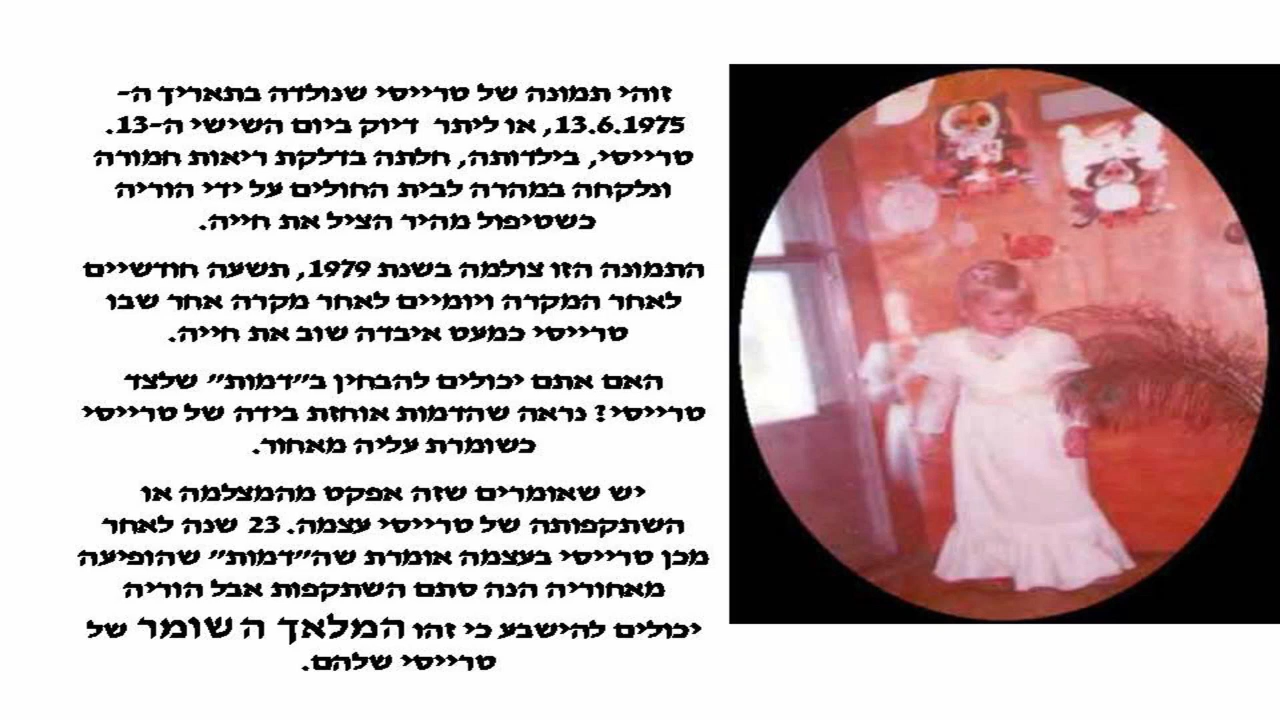 זוהי תמונה של טרייסי שנולדה בתאריך ה-
13.6.1975, או ליתר דיוק ביום השישי ה-13.
טרייסי, בילדותה, חלתה בדלקת ריאות חמורה
ונלקחה במהרה לבית החולים על ידי הוריה
כשטיפול מהיר הציל את חייה.
התמונה הזו צולמה בשנת 1979, תשעה חודשיים
לאחר המקרה ויומיים לאחר מקרה אחר שבו
טרייסי כמעט איבדה שוב את חייה.
האם אתם יכולים להבחין ב"דמות" שלצד
טרייסי? נראה שהדמות אוחזת בידה של טרייסי
כשומרת עליה מאחור.
יש שאומרים שזה אפקט מהמצלמה או
השתקפותה של טרייסי עצמה. 23 שנה לאחר
מכן טרייסי בעצמה אומרת שה"דמות" שהופיעה
מאחוריה הנה סתם השתקפות אבל הוריה
יכולים להישבע כי זהו המלאך השומר של
טרייסי שלהם.